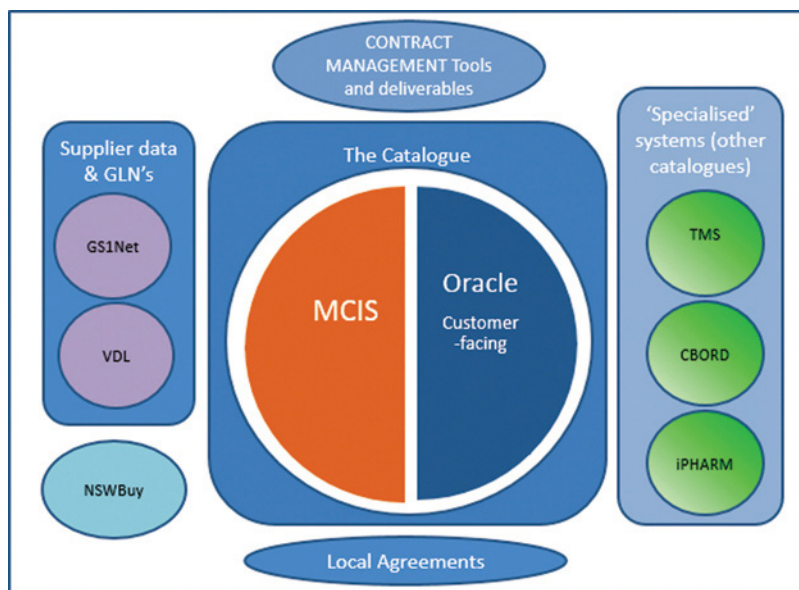 CONTRACT
MANAGEMENT Tools
and deliverables
Supplier data
& GLN's
GS1Net
VDL
NSWBuy
The Catalogue
MCIS
Oracle
Customer
-facing
Local Agreements
‘Specialised’
systems (other
catalogues)
TMS
CBORD
iPHARM